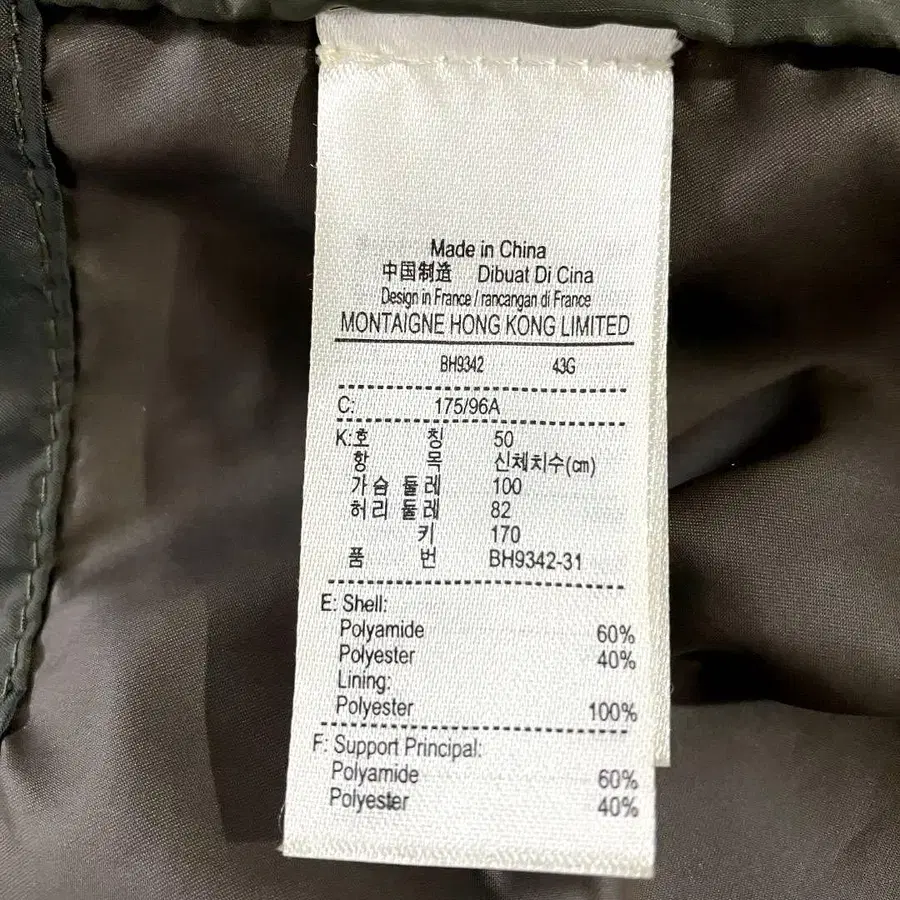 Made in China
中国制造 Dibuat Di Cina
Design in France / rancangan di France
MONTAIGNE HONG KONG LIMITED
BH9342 43G
C: 175/96A
K:호 칭 50
항 목 신체치수(cm)
가슴 둘레 100
허리 둘레 82
키 170
품 번 BH9342-31
E: Shell:
Polyamide 60%
Polyester 40%
Lining:
Polyester 100%
F: Support Principal:
Polyamide 60%
Polyester 40%